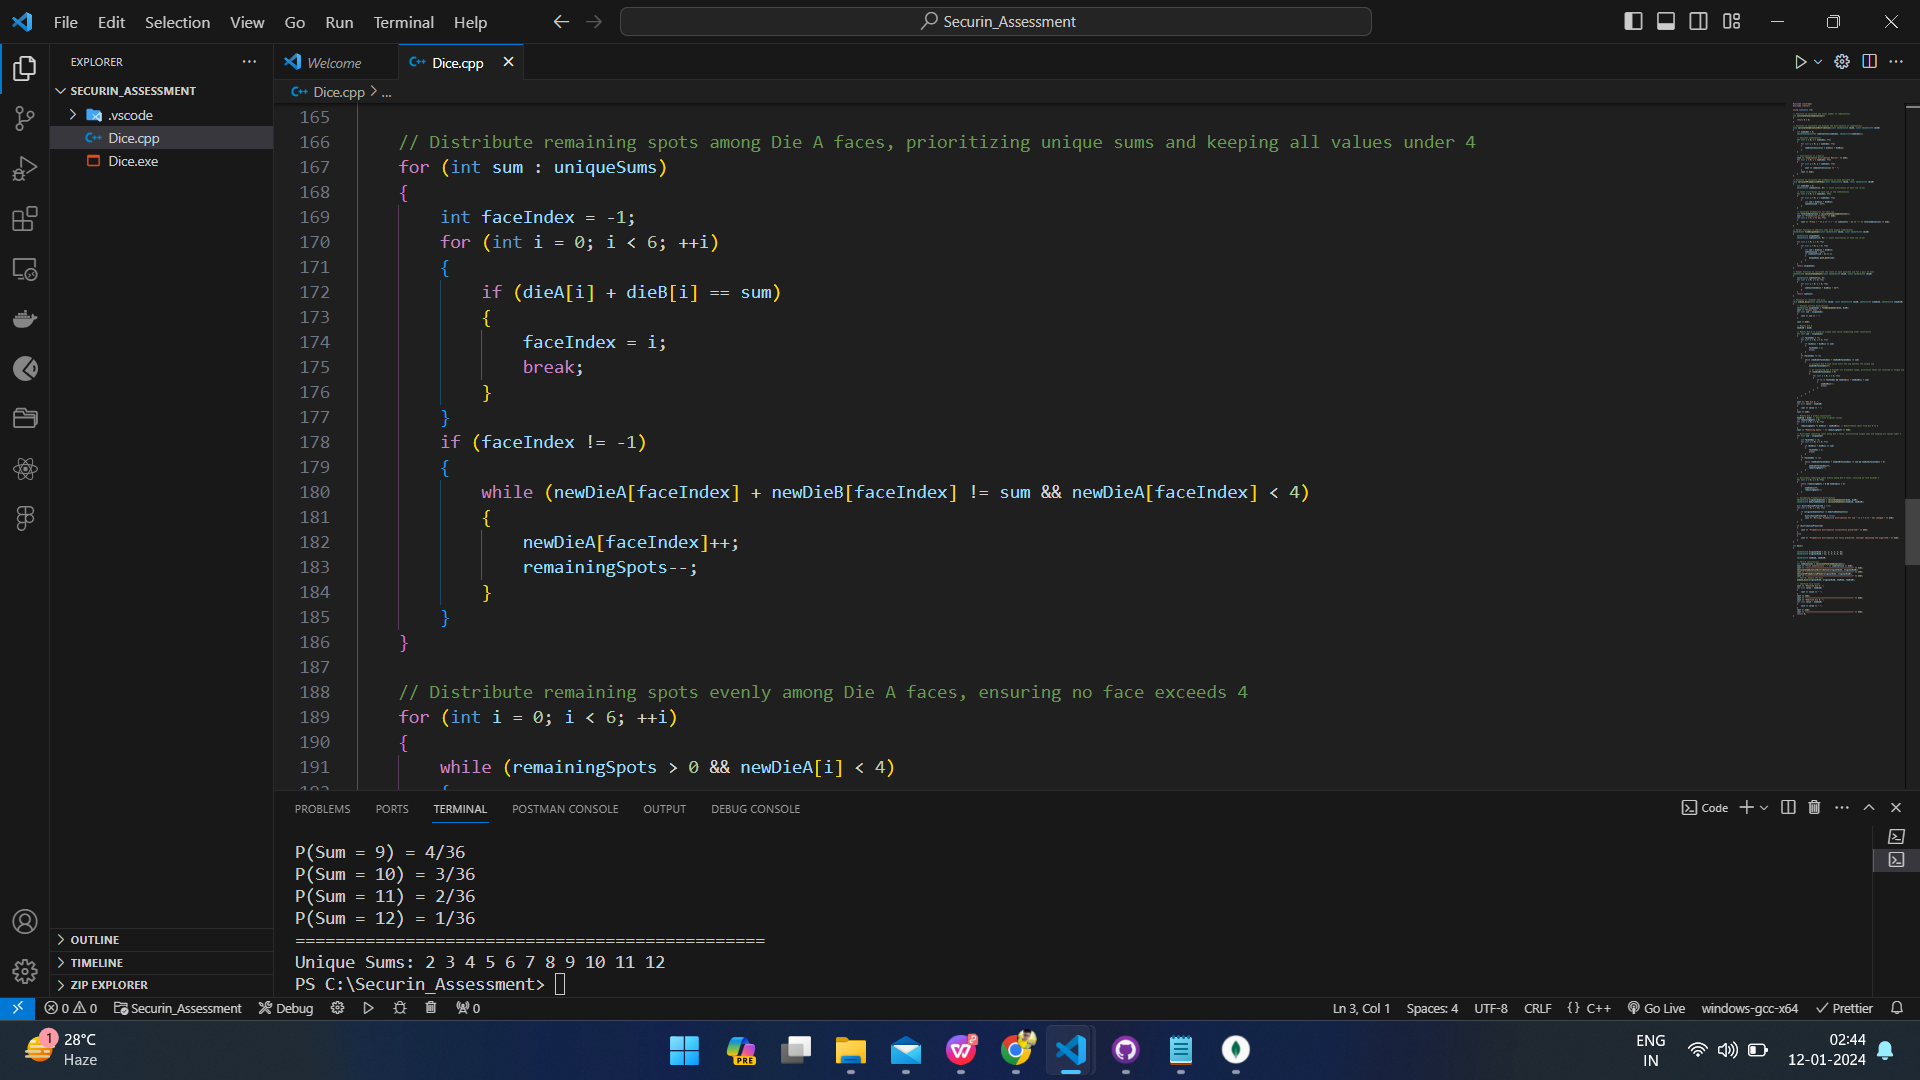 File Edit Selection View Go Run Terminal Help
Securin_Assessment
EXPLORER
SECURIN_ASSESSMENT
.vscode
Dice.cpp
Dice.exe
OUTLINE
TIMELINE
ZIP EXPLORER
Welcome
Dice.cpp
Dice.cpp > ...
165
166 // Distribute remaining spots among Die A faces, prioritizing unique sums and keeping all values under 4
167 for (int sum : uniqueSums)
168 {
169 int faceIndex = -1;
170 for (int i = 0; i < 6; ++i)
171 {
172 if (dieA[i] + dieB[i] == sum)
173 {
174 faceIndex = i;
175 break;
176 }
177 }
178 if (faceIndex != -1)
179 {
180 while (newDieA[faceIndex] + newDieB[faceIndex] != sum && newDieA[faceIndex] < 4)
181 {
182 newDieA[faceIndex]++;
183 remainingSpots--;
184 }
185 }
186 }
187
188 // Distribute remaining spots evenly among Die A faces, ensuring no face exceeds 4
189 for (int i = 0; i < 6; ++i)
190 {
191 while (remainingSpots > 0 && newDieA[i] < 4)
PROBLEMS PORTS TERMINAL POSTMAN CONSOLE OUTPUT DEBUG CONSOLE
Code
P(Sum = 9) = 4/36
P(Sum = 10) = 3/36
P(Sum = 11) = 2/36
P(Sum = 12) = 1/36
===============================================
Unique Sums: 2 3 4 5 6 7 8 9 10 11 12
PS C:\Securin_Assessment>
0 0 Securin_Assessment Debug 0
Ln 3, Col 1 Spaces: 4 UTF-8 CRLF {} C++ Go Live windows-gcc-x64 Prettier
1
28°C
Haze
PRE
ENG
IN
02:44
12-01-2024